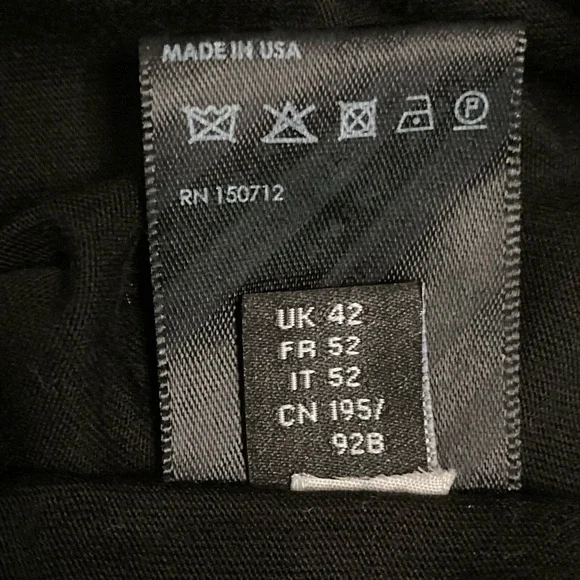 MADE IN USA
P
RN 150712
UK 42
FR 52
IT 52
CN 195/
92B